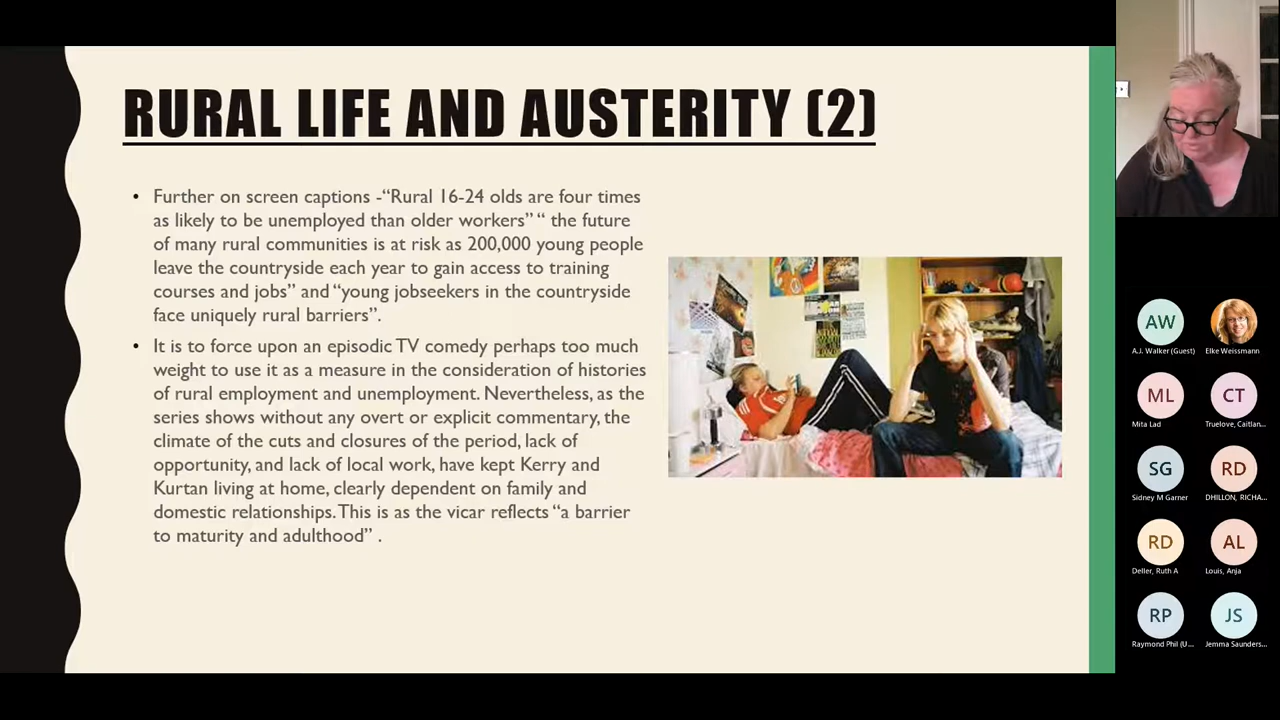 RURAL LIFE AND AUSTERITY (2)
• Further on screen captions -“Rural 16-24 olds are four times
as likely to be unemployed than older workers” “ the future
of many rural communities is at risk as 200,000 young people
leave the countryside each year to gain access to training
courses and jobs” and “young jobseekers in the countryside
face uniquely rural barriers”.
• It is to force upon an episodic TV comedy perhaps too much
weight to use it as a measure in the consideration of histories
of rural employment and unemployment. Nevertheless, as the
series shows without any overt or explicit commentary, the
climate of the cuts and closures of the period, lack of
opportunity, and lack of local work, have kept Kerry and
Kurtan living at home, clearly dependent on family and
domestic relationships. This is as the vicar reflects “a barrier
to maturity and adulthood” .
AW
A.J. Walker (Guest)
Elke Weissmann
ML
CT
Mita Lad
Truelove, Caitlan...
SG
RD
Sidney M Garner
DHILLON, RICHA...
RD
AL
Deller, Ruth A
Louis, Anja
RP
JS
Raymond Phil (U...
Jemma Saunders...